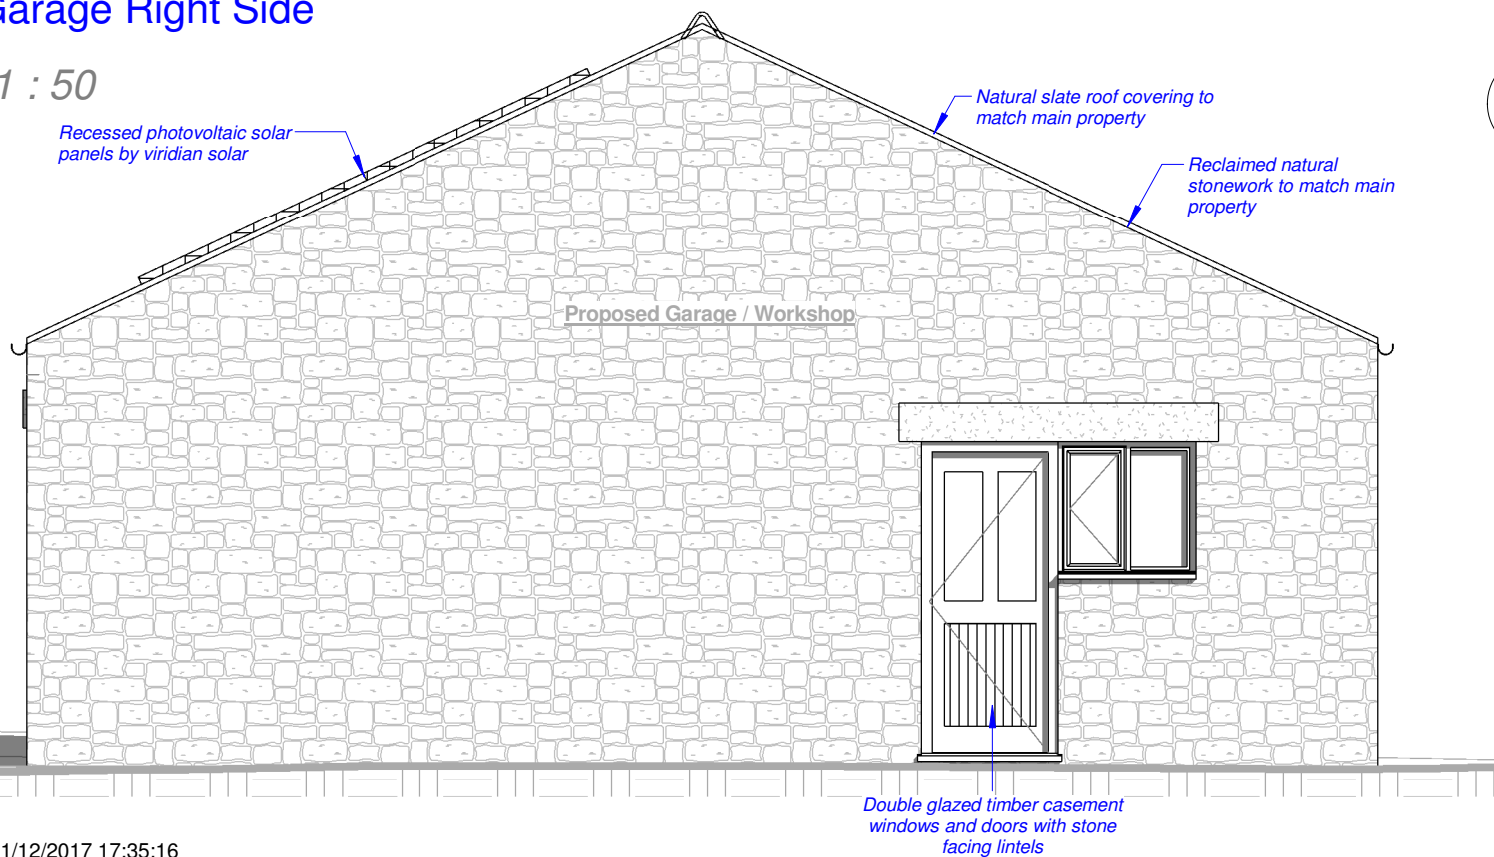 Garage Right Side
1 : 50
Recessed photovoltaic solar
panels by viridian solar
Natural slate roof covering to
match main property
Reclaimed natural
stonework to match main
property
Proposed Garage / Workshop
Double glazed timber casement
windows and doors with stone
facing lintels
1/12/2017 17:35:16